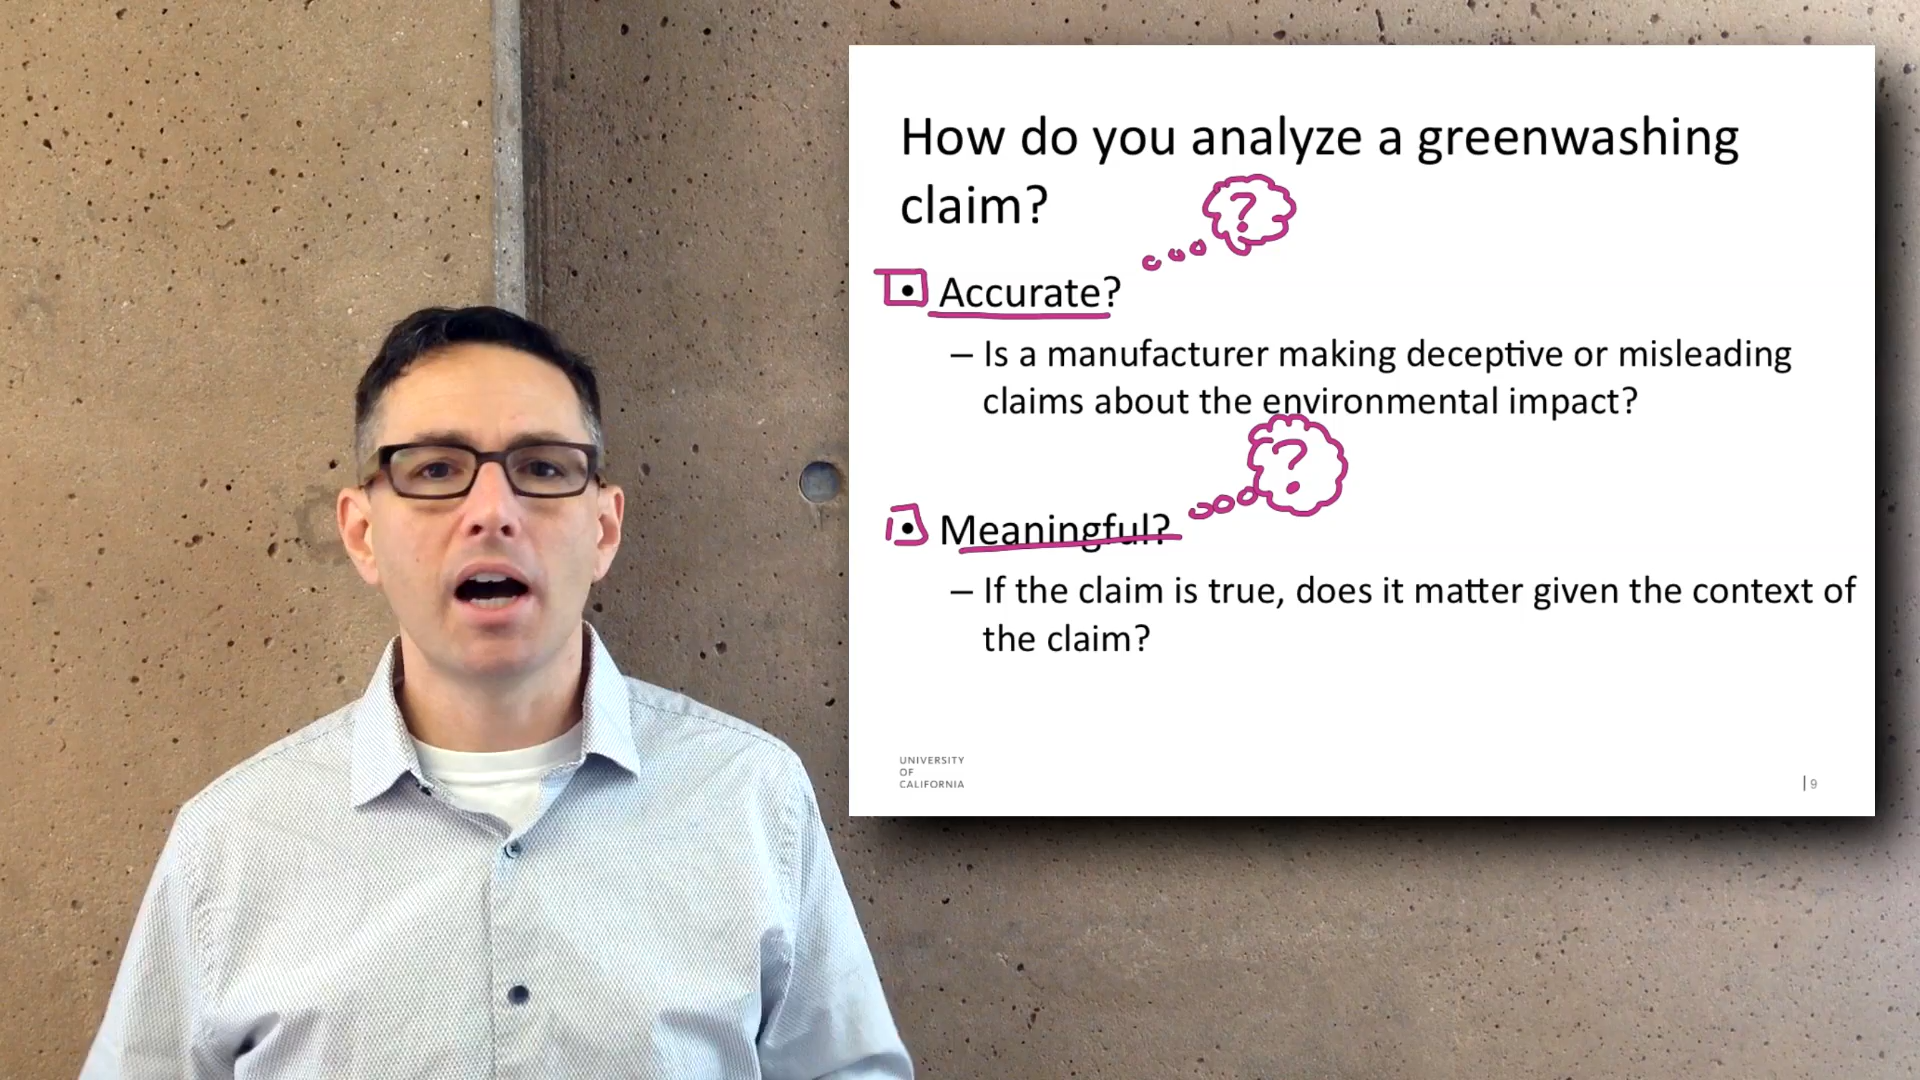 How do you analyze a greenwashing
claim?
?
• Accurate?
– Is a manufacturer making deceptive or misleading
claims about the environmental impact?
?
• Meaningful?
– If the claim is true, does it matter given the context of
the claim?
UNIVERSITY
OF
CALIFORNIA
| 9